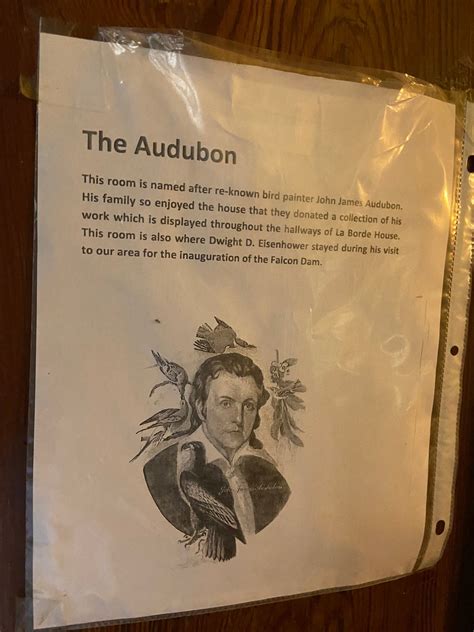 The Audubon
This room is named after re-known bird painter John James Audubon.
His family so enjoyed the house that they donated a collection of his
work which is displayed throughout the hallways of La Borde House.
This room is also where Dwight D. Eisenhower stayed during his visit
to our area for the inauguration of the Falcon Dam.
John James Audubon